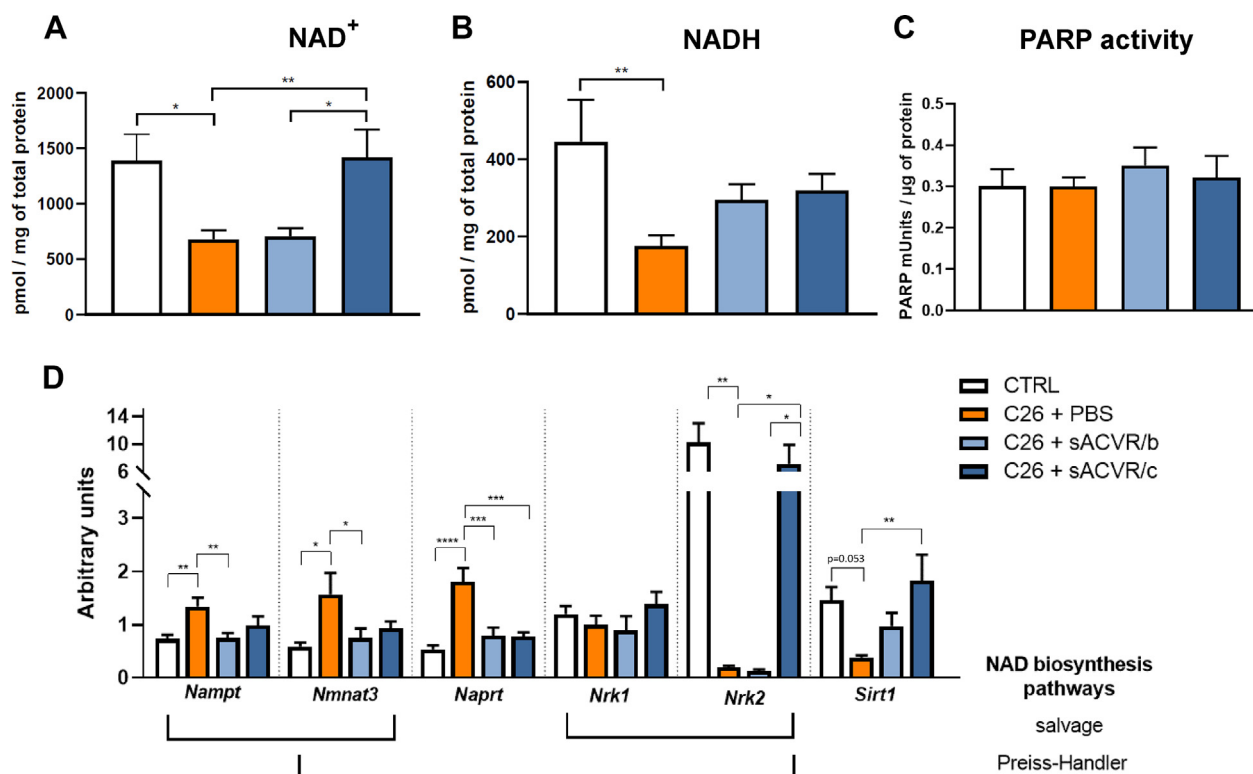 A NAD+ B NADH C PARP activity
pmol / mg of total protein
2000
1500
1000
500
0
*
**
*
pmol / mg of total protein
600
400
200
0
**
PARP mUnits / µg of protein
0.5
0.4
0.3
0.3
0.1
0.0
D
Arbitrary units
14
10
6
3
2
1
0
** **
* *
**** *** ***
** * *
p=0.053 **
Nampt Nmnat3 Naprt Nrk1 Nrk2 Sirt1
CTRL
C26 + PBS
C26 + sACVR/b
C26 + sACVR/c
NAD biosynthesis
pathways
salvage
Preiss-Handler